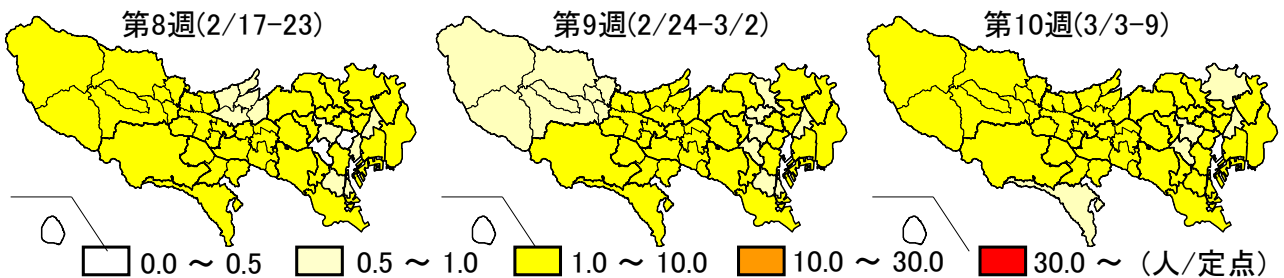 第8週(2/17-23) 第9週(2/24-3/2) 第10週(3/3-9)
0.0 ～ 0.5 0.5 ～ 1.0 1.0 ～ 10.0 10.0 ～ 30.0 30.0 ～ (人/定点)